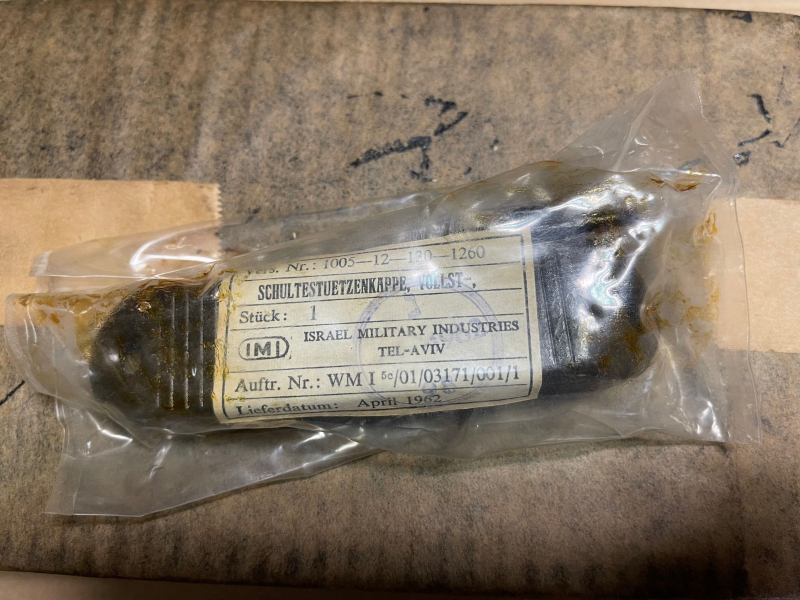 Vers. Nr.: 1005—12—120—1260
SCHULTESTUETZENKAPPE, VOLLST-,
Stück: 1
IMI
ISRAEL MILITARY INDUSTRIES
TEL-AVIV
Auftr. Nr.: WM I 5c/01/03171/001/1
Lieferdatum: April 1962